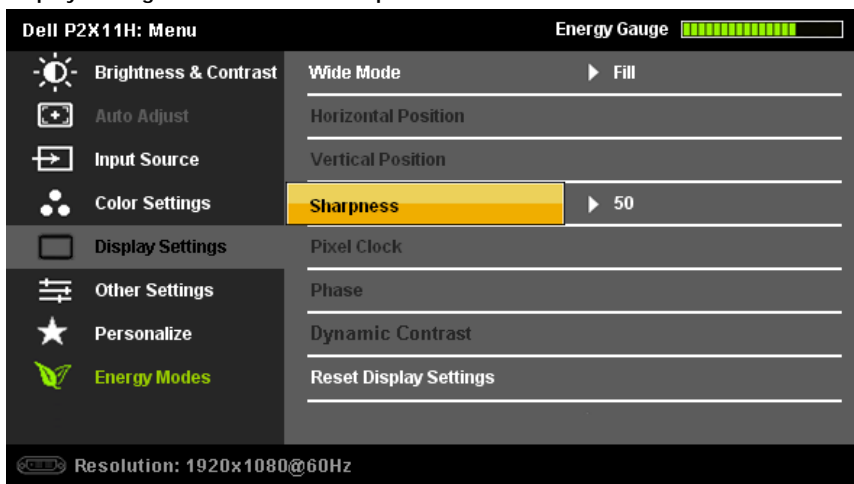 Dell P2X11H: Menu
Energy Gauge
Brightness & Contrast
Wide Mode
Fill
Auto Adjust
Horizontal Position
Input Source
Vertical Position
Color Settings
Sharpness
50
Display Settings
Pixel Clock
Other Settings
Phase
Personalize
Dynamic Contrast
Energy Modes
Reset Display Settings
Resolution: 1920x1080@60Hz